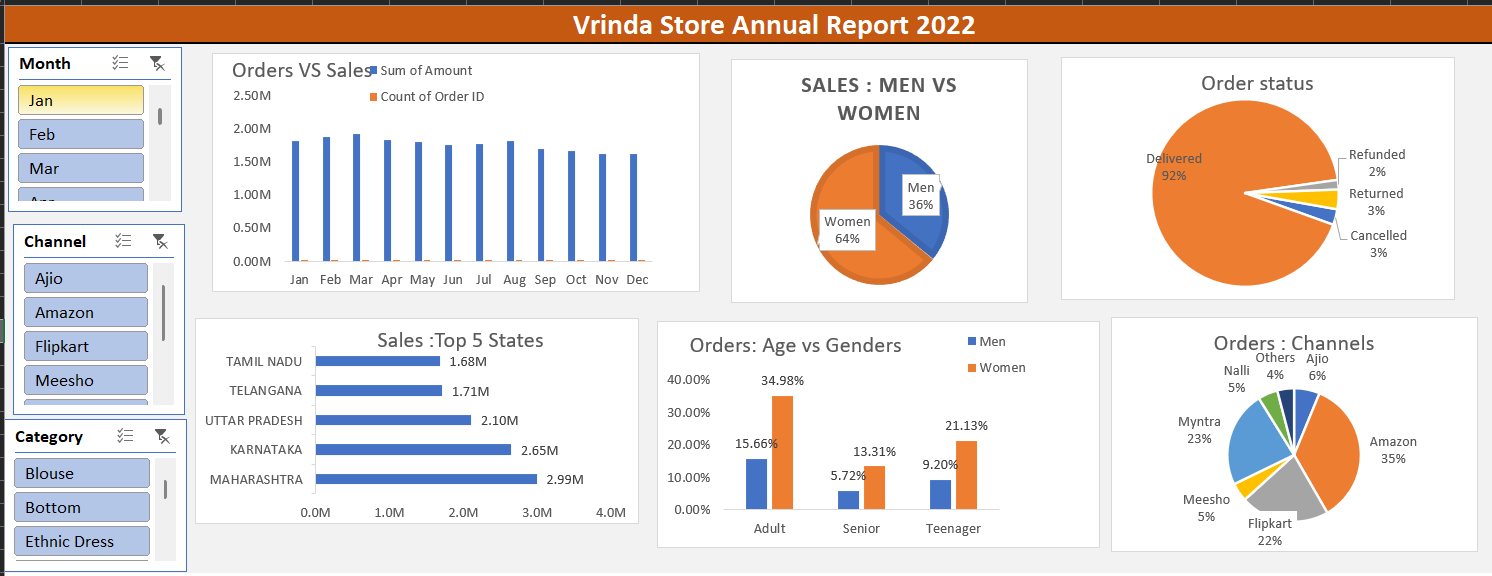 Vrinda Store Annual Report 2022
Month
Jan
Feb
Mar
Apr
Channel
Ajio
Amazon
Flipkart
Meesho
Category
Blouse
Bottom
Ethnic Dress
Orders VS Sales
Sum of Amount
Count of Order ID
2.50M
2.00M
1.50M
1.00M
0.50M
0.00M
Jan Feb Mar Apr May Jun Jul Aug Sep Oct Nov Dec
SALES : MEN VS
WOMEN
Men
36%
Women
64%
Order status
Delivered
92%
Refunded
2%
Returned
3%
Cancelled
3%
Sales :Top 5 States
TAMIL NADU 1.68M
TELANGANA 1.71M
UTTAR PRADESH 2.10M
KARNATAKA 2.65M
MAHARASHTRA 2.99M
0.0M 1.0M 2.0M 3.0M 4.0M
Orders: Age vs Genders
Men
Women
40.00%
30.00%
20.00%
10.00%
0.00%
15.66% 34.98%
5.72% 13.31%
9.20% 21.13%
Adult Senior Teenager
Orders : Channels
Others
4%
Ajio
6%
Nalli
5%
Myntra
23%
Amazon
35%
Meesho
5%
Flipkart
22%